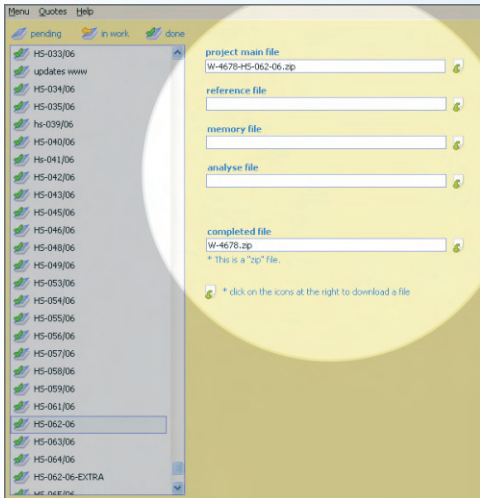 Menu Quotes Help
pending in work done
HS-033/06
updates www
HS-034/06
HS-035/06
hs-039/06
HS-040/06
Hs-041/06
HS-042/06
HS-043/06
HS-045/06
HS-046/06
HS-048/06
HS-049/06
HS-053/06
HS-054/06
HS-055/06
HS-056/06
HS-057/06
HS-058/06
HS-059/06
HS-061/06
HS-062-06
HS-063/06
HS-064/06
HS-062-06-EXTRA
HS-065/06
project main file
W-4678-HS-062-06.zip
reference file
memory file
analyse file
completed file
W-4678.zip
* This is a "zip" file.
* click on the icons at the right to download a file